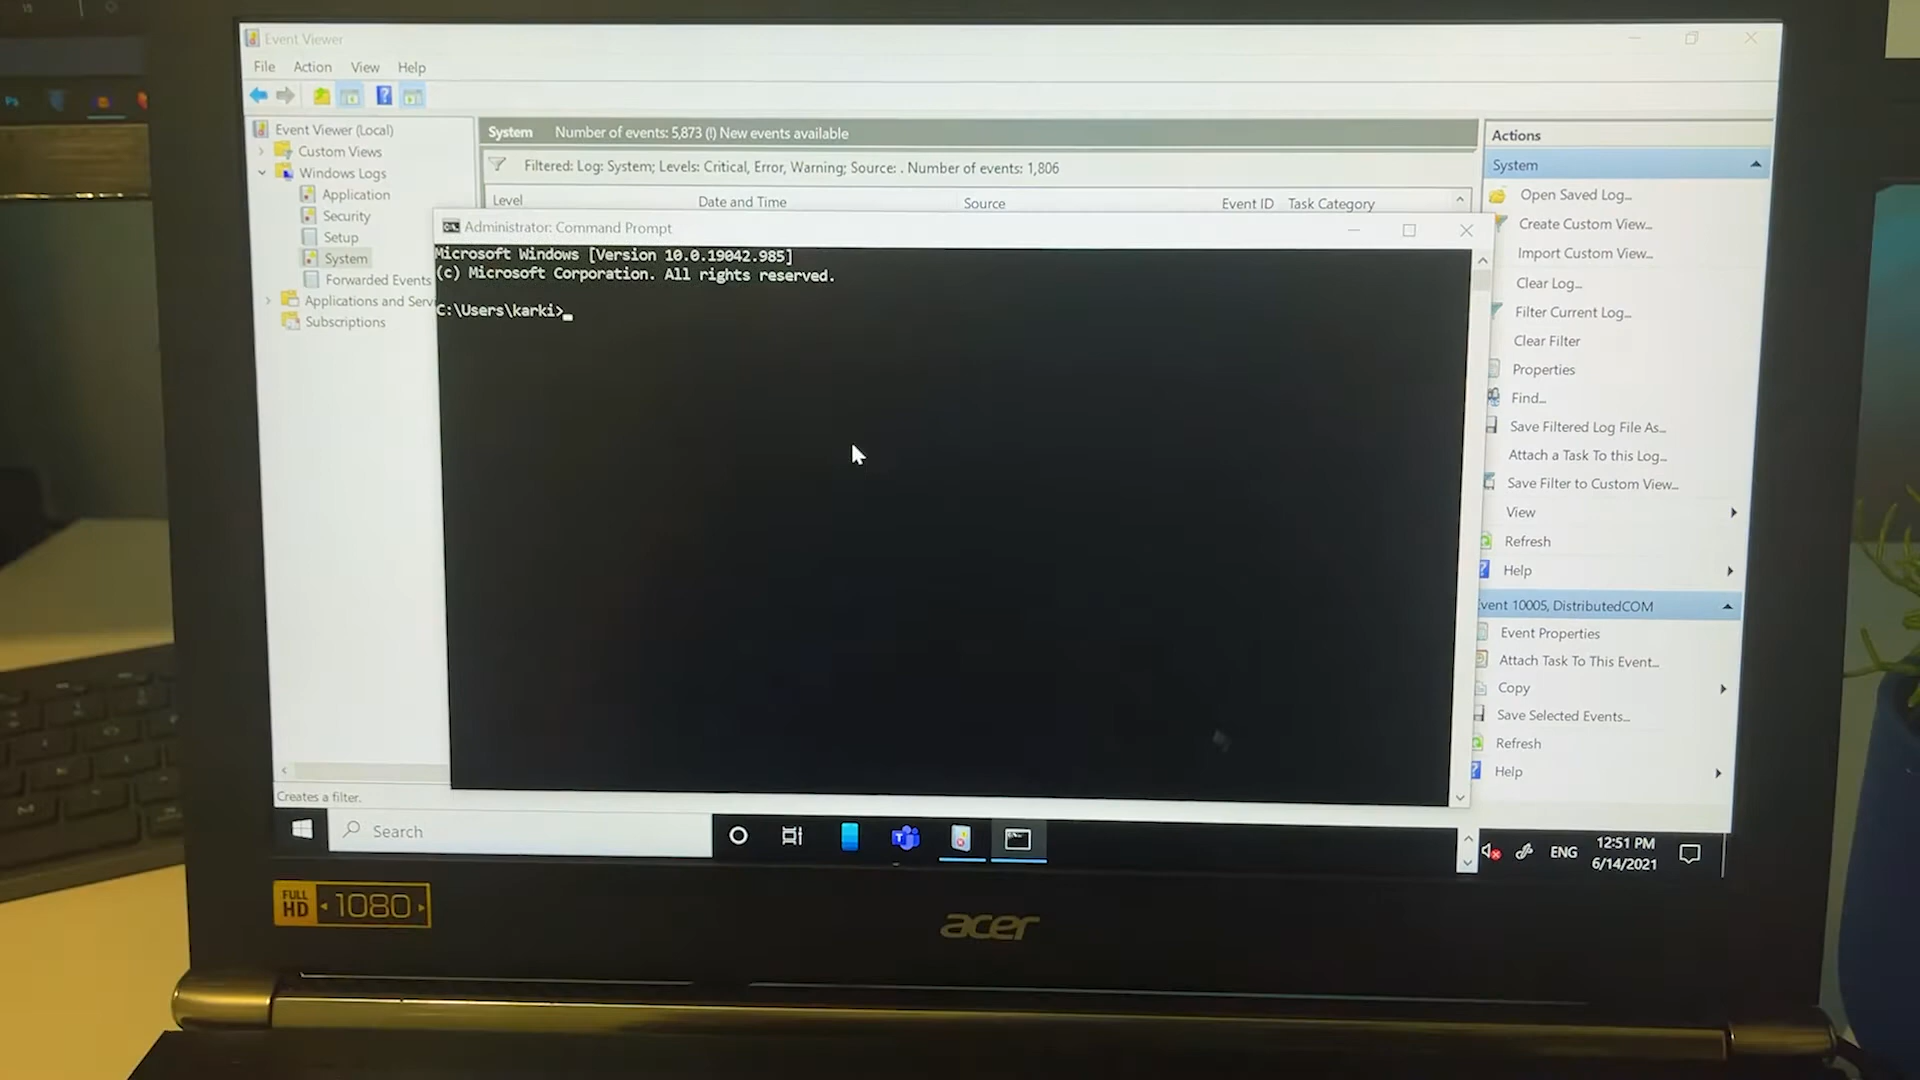 Event Viewer
File Action View Help
Event Viewer (Local)
Custom Views
Windows Logs
Application
Security
Setup
System
Forwarded Events
Applications and Serv
Subscriptions
System Number of events: 5,873 (!) New events available
Filtered: Log: System; Levels: Critical, Error, Warning; Source: . Number of events: 1,806
Level Date and Time Source Event ID Task Category
Administrator: Command Prompt
Microsoft Windows [Version 10.0.19042.985]
(c) Microsoft Corporation. All rights reserved.
C:\Users\karki>
Actions
System
Open Saved Log...
Create Custom View...
Import Custom View...
Clear Log...
Filter Current Log...
Clear Filter
Properties
Find...
Save Filtered Log File As...
Attach a Task To this Log...
Save Filter to Custom View...
View
Refresh
Help
vent 10005, DistributedCOM
Event Properties
Attach Task To This Event...
Copy
Save Selected Events...
Refresh
Help
Creates a filter.
Search
ENG
12:51 PM
6/14/2021
FULL HD 1080
acer